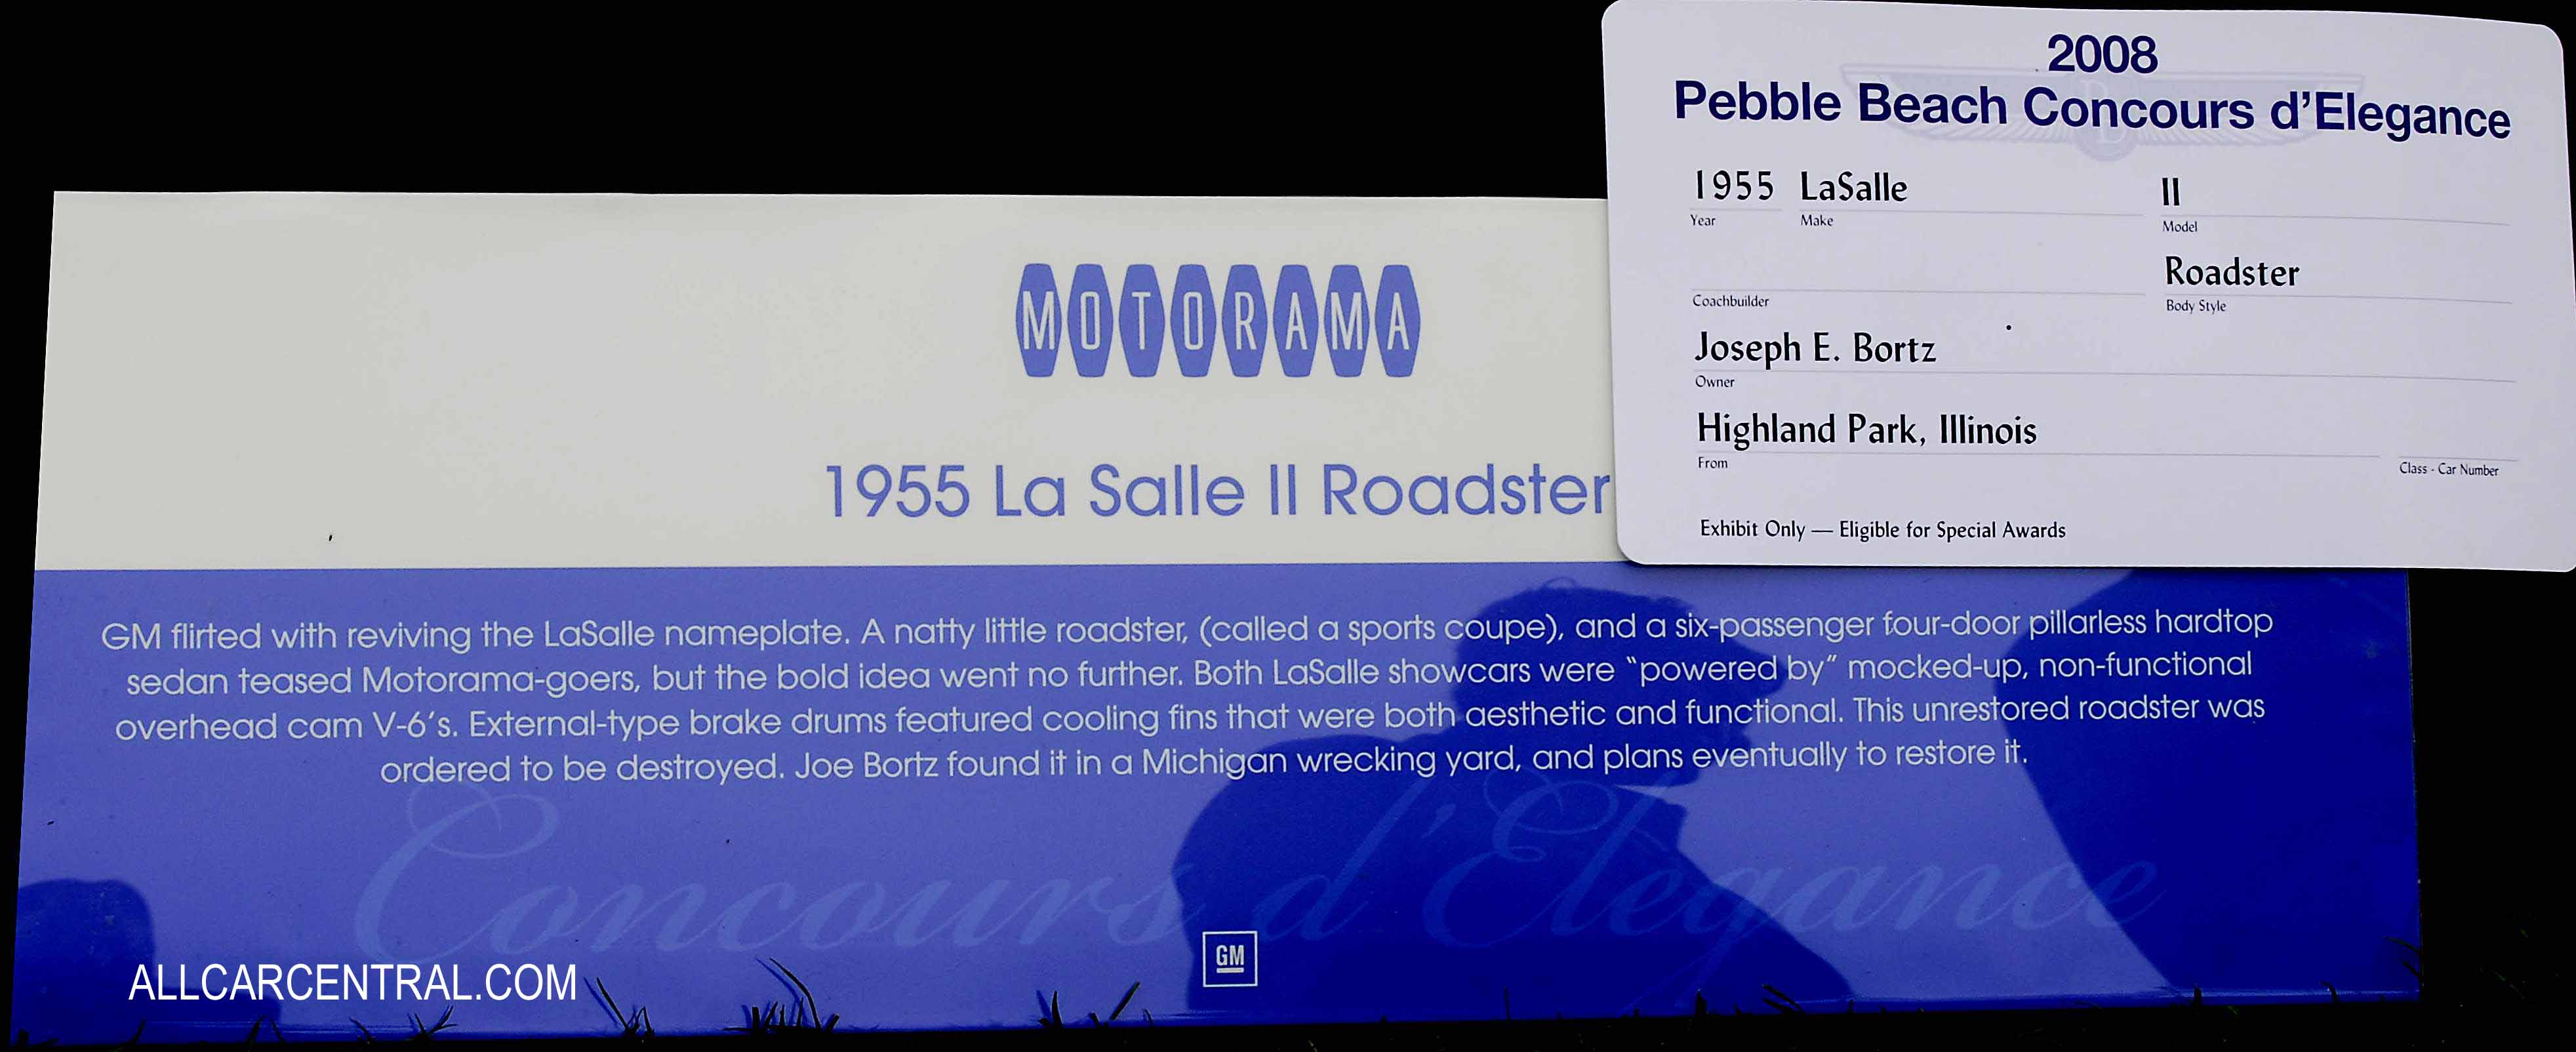 2008
Pebble Beach Concours d'Elegance
1955 LaSalle II
Year Make Model
Roadster
Coachbuilder Body Style
Joseph E. Bortz
Owner
Highland Park, Illinois
From Class - Car Number
Exhibit Only — Eligible for Special Awards
MOTORAMA
1955 La Salle II Roadster
GM flirted with reviving the LaSalle nameplate. A natty little roadster, (called a sports coupe), and a six-passenger four-door pillarless hardtop
sedan teased Motorama-goers, but the bold idea went no further. Both LaSalle showcars were "powered by" mocked-up, non-functional
overhead cam V-6's. External-type brake drums featured cooling fins that were both aesthetic and functional. This unrestored roadster was
ordered to be destroyed. Joe Bortz found it in a Michigan wrecking yard, and plans eventually to restore it.
Concours d'Elegance
GM
ALLCARCENTRAL.COM